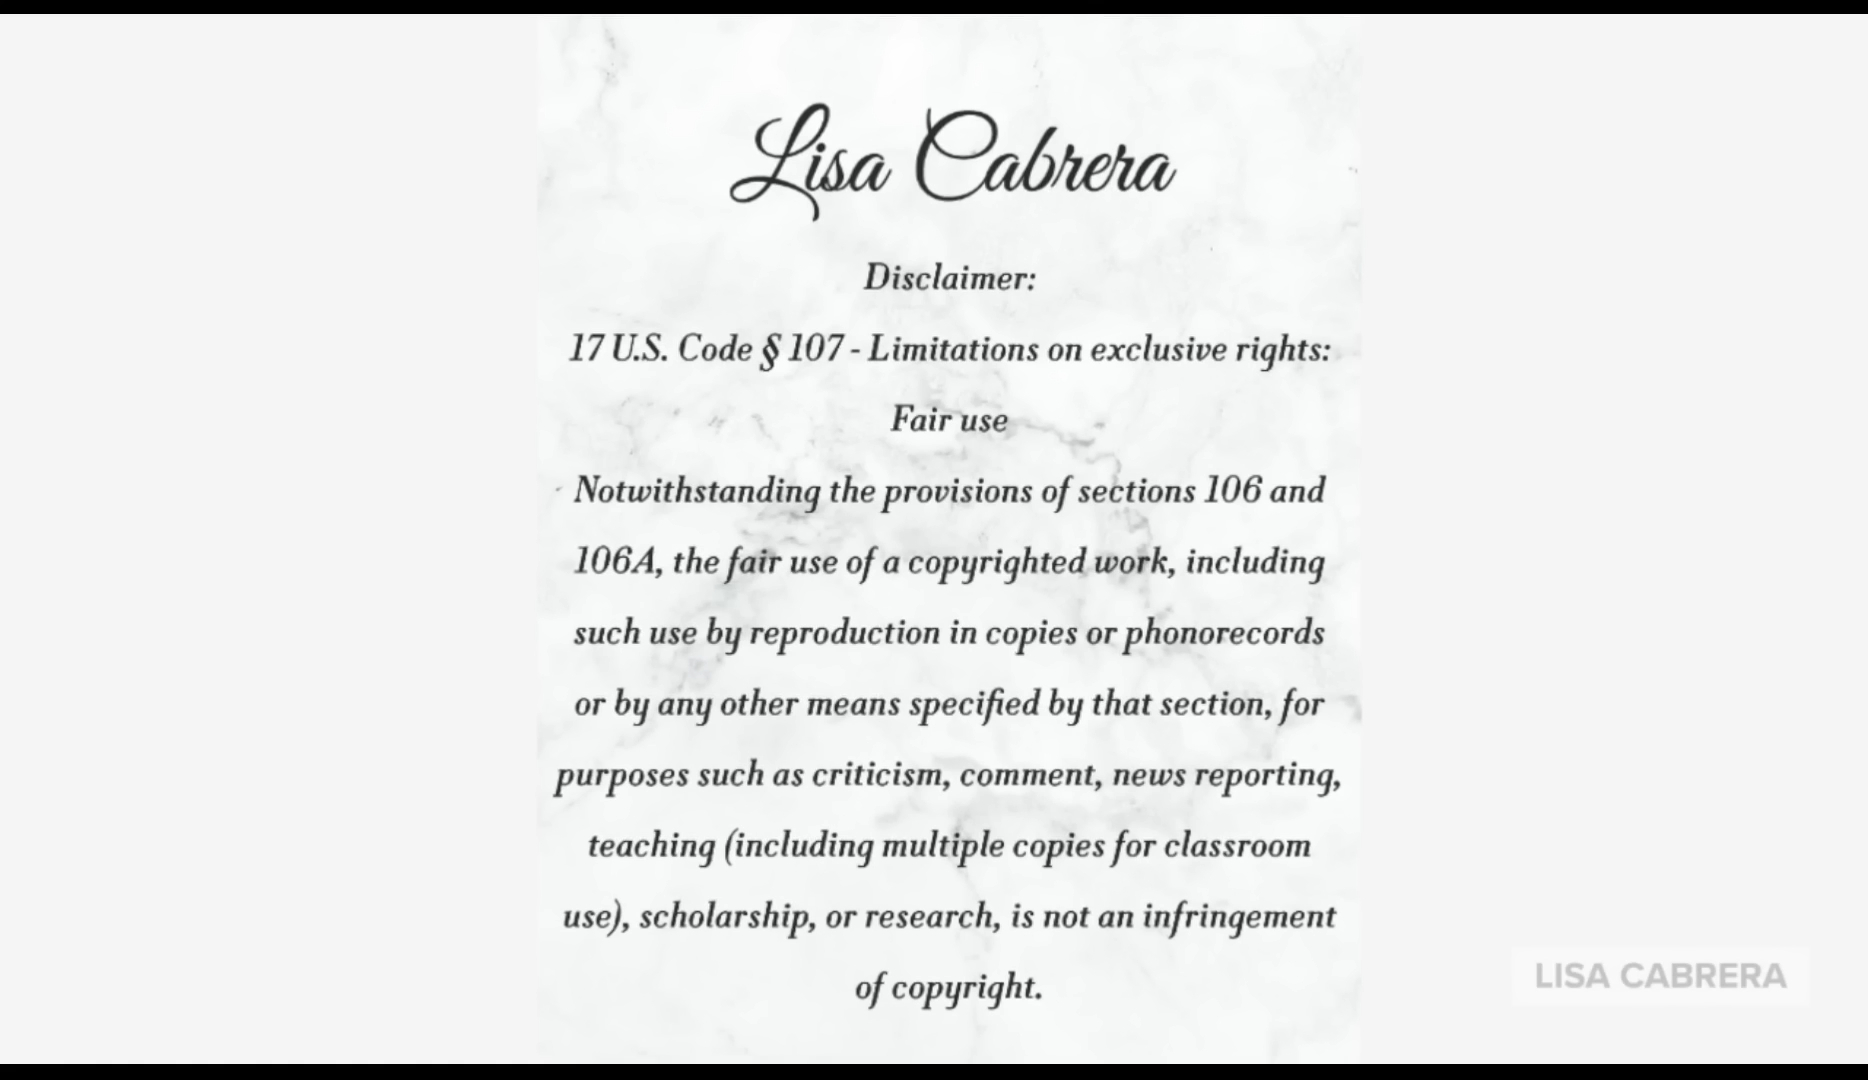 Lisa Cabrera
Disclaimer:
17 U.S. Code § 107 - Limitations on exclusive rights:
Fair use
Notwithstanding the provisions of sections 106 and
106A, the fair use of a copyrighted work, including
such use by reproduction in copies or phonorecords
or by any other means specified by that section, for
purposes such as criticism, comment, news reporting,
teaching (including multiple copies for classroom
use), scholarship, or research, is not an infringement
of copyright.
LISA CABRERA